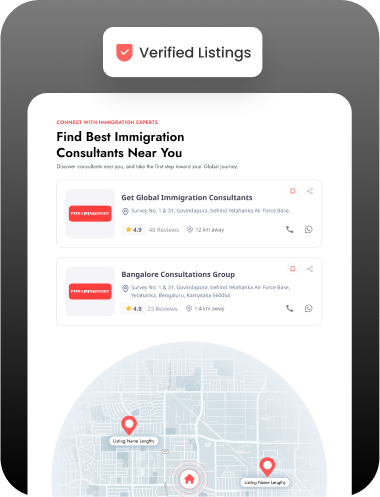 Verified Listings
CONNECT WITH IMMIGRATION EXPERTS
Find Best Immigration
Consultants Near You
Discover consultants near you, and take the first step toward your Global Journey.
Get Global Immigration Consultants
Survey No, 1 & 31, Govindapura, behind Yelahanka Air Force Base,
4.9 48 Reviews 12 km away
Bangalore Consultations Group
Survey No, 1 & 31, Govindapura, behind Yelahanka Air Force Base,
Yelahanka, Bengaluru, Karnataka 560064
4.9 23 Reviews 1.4 km away
Listing Name Lengthy
Listing Name Lengthy